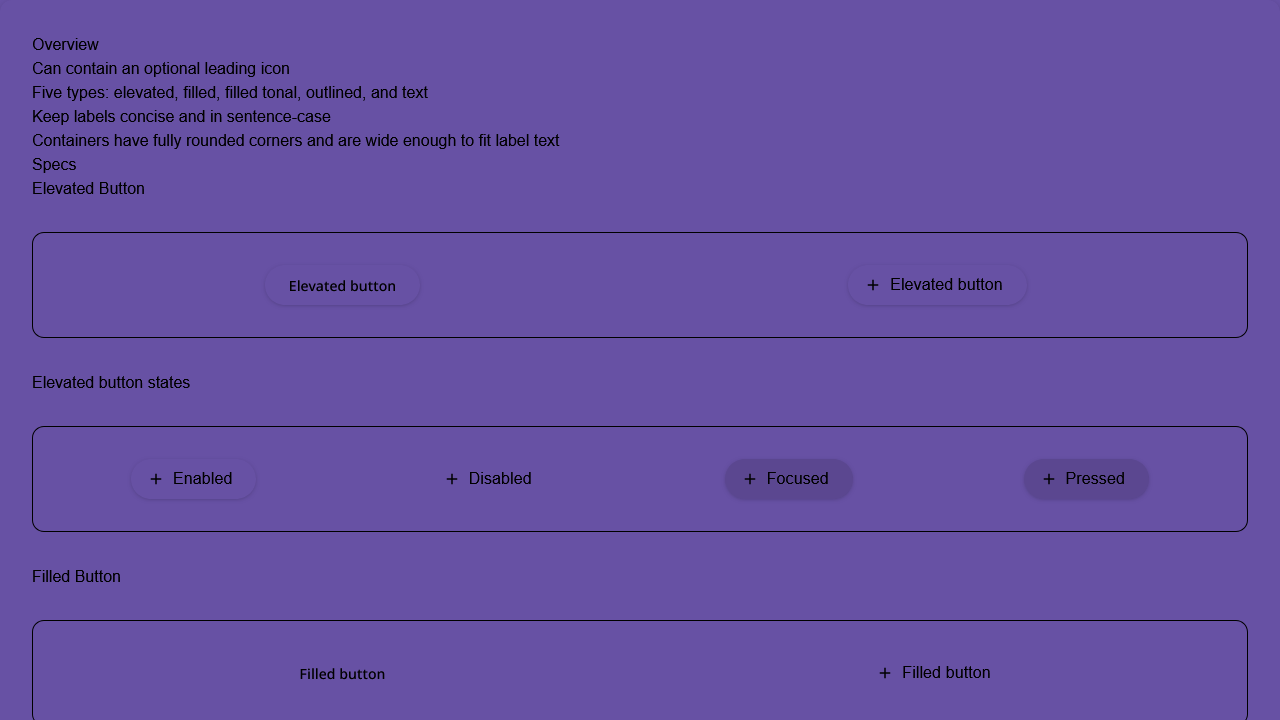 Overview
Can contain an optional leading icon
Five types: elevated, filled, filled tonal, outlined, and text
Keep labels concise and in sentence-case
Containers have fully rounded corners and are wide enough to fit label text
Specs
Elevated Button
Elevated button
Elevated button
Elevated button states
Enabled
Disabled
Focused
Pressed
Filled Button
Filled button
Filled button